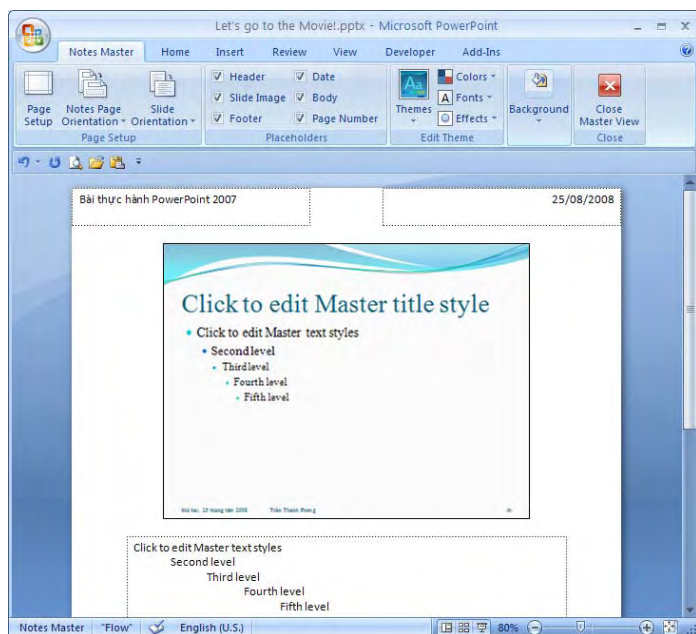 Let's go to the Movie!.pptx - Microsoft PowerPoint
Notes Master Home Insert Review View Developer Add-Ins
Header Date Colors
Slide Image Body Fonts
Footer Page Number Effects
Page Setup Notes Page Orientation Slide Orientation Themes Background Close Master View
Page Setup Placeholders Edit Theme Close
Bài thực hành PowerPoint 2007 25/08/2008
Click to edit Master title style
Click to edit Master text styles
Second level
Third level
Fourth level
Fifth level
2008 Trần Thanh Phong
Click to edit Master text styles
Second level
Third level
Fourth level
Fifth level
Notes Master "Flow" English (U.S.) 80%